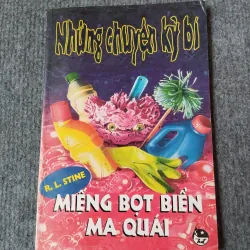 Những chuyện kỳ bí
R. L. STINE
MIẾNG BỌT BIỂN
MA QUÁI